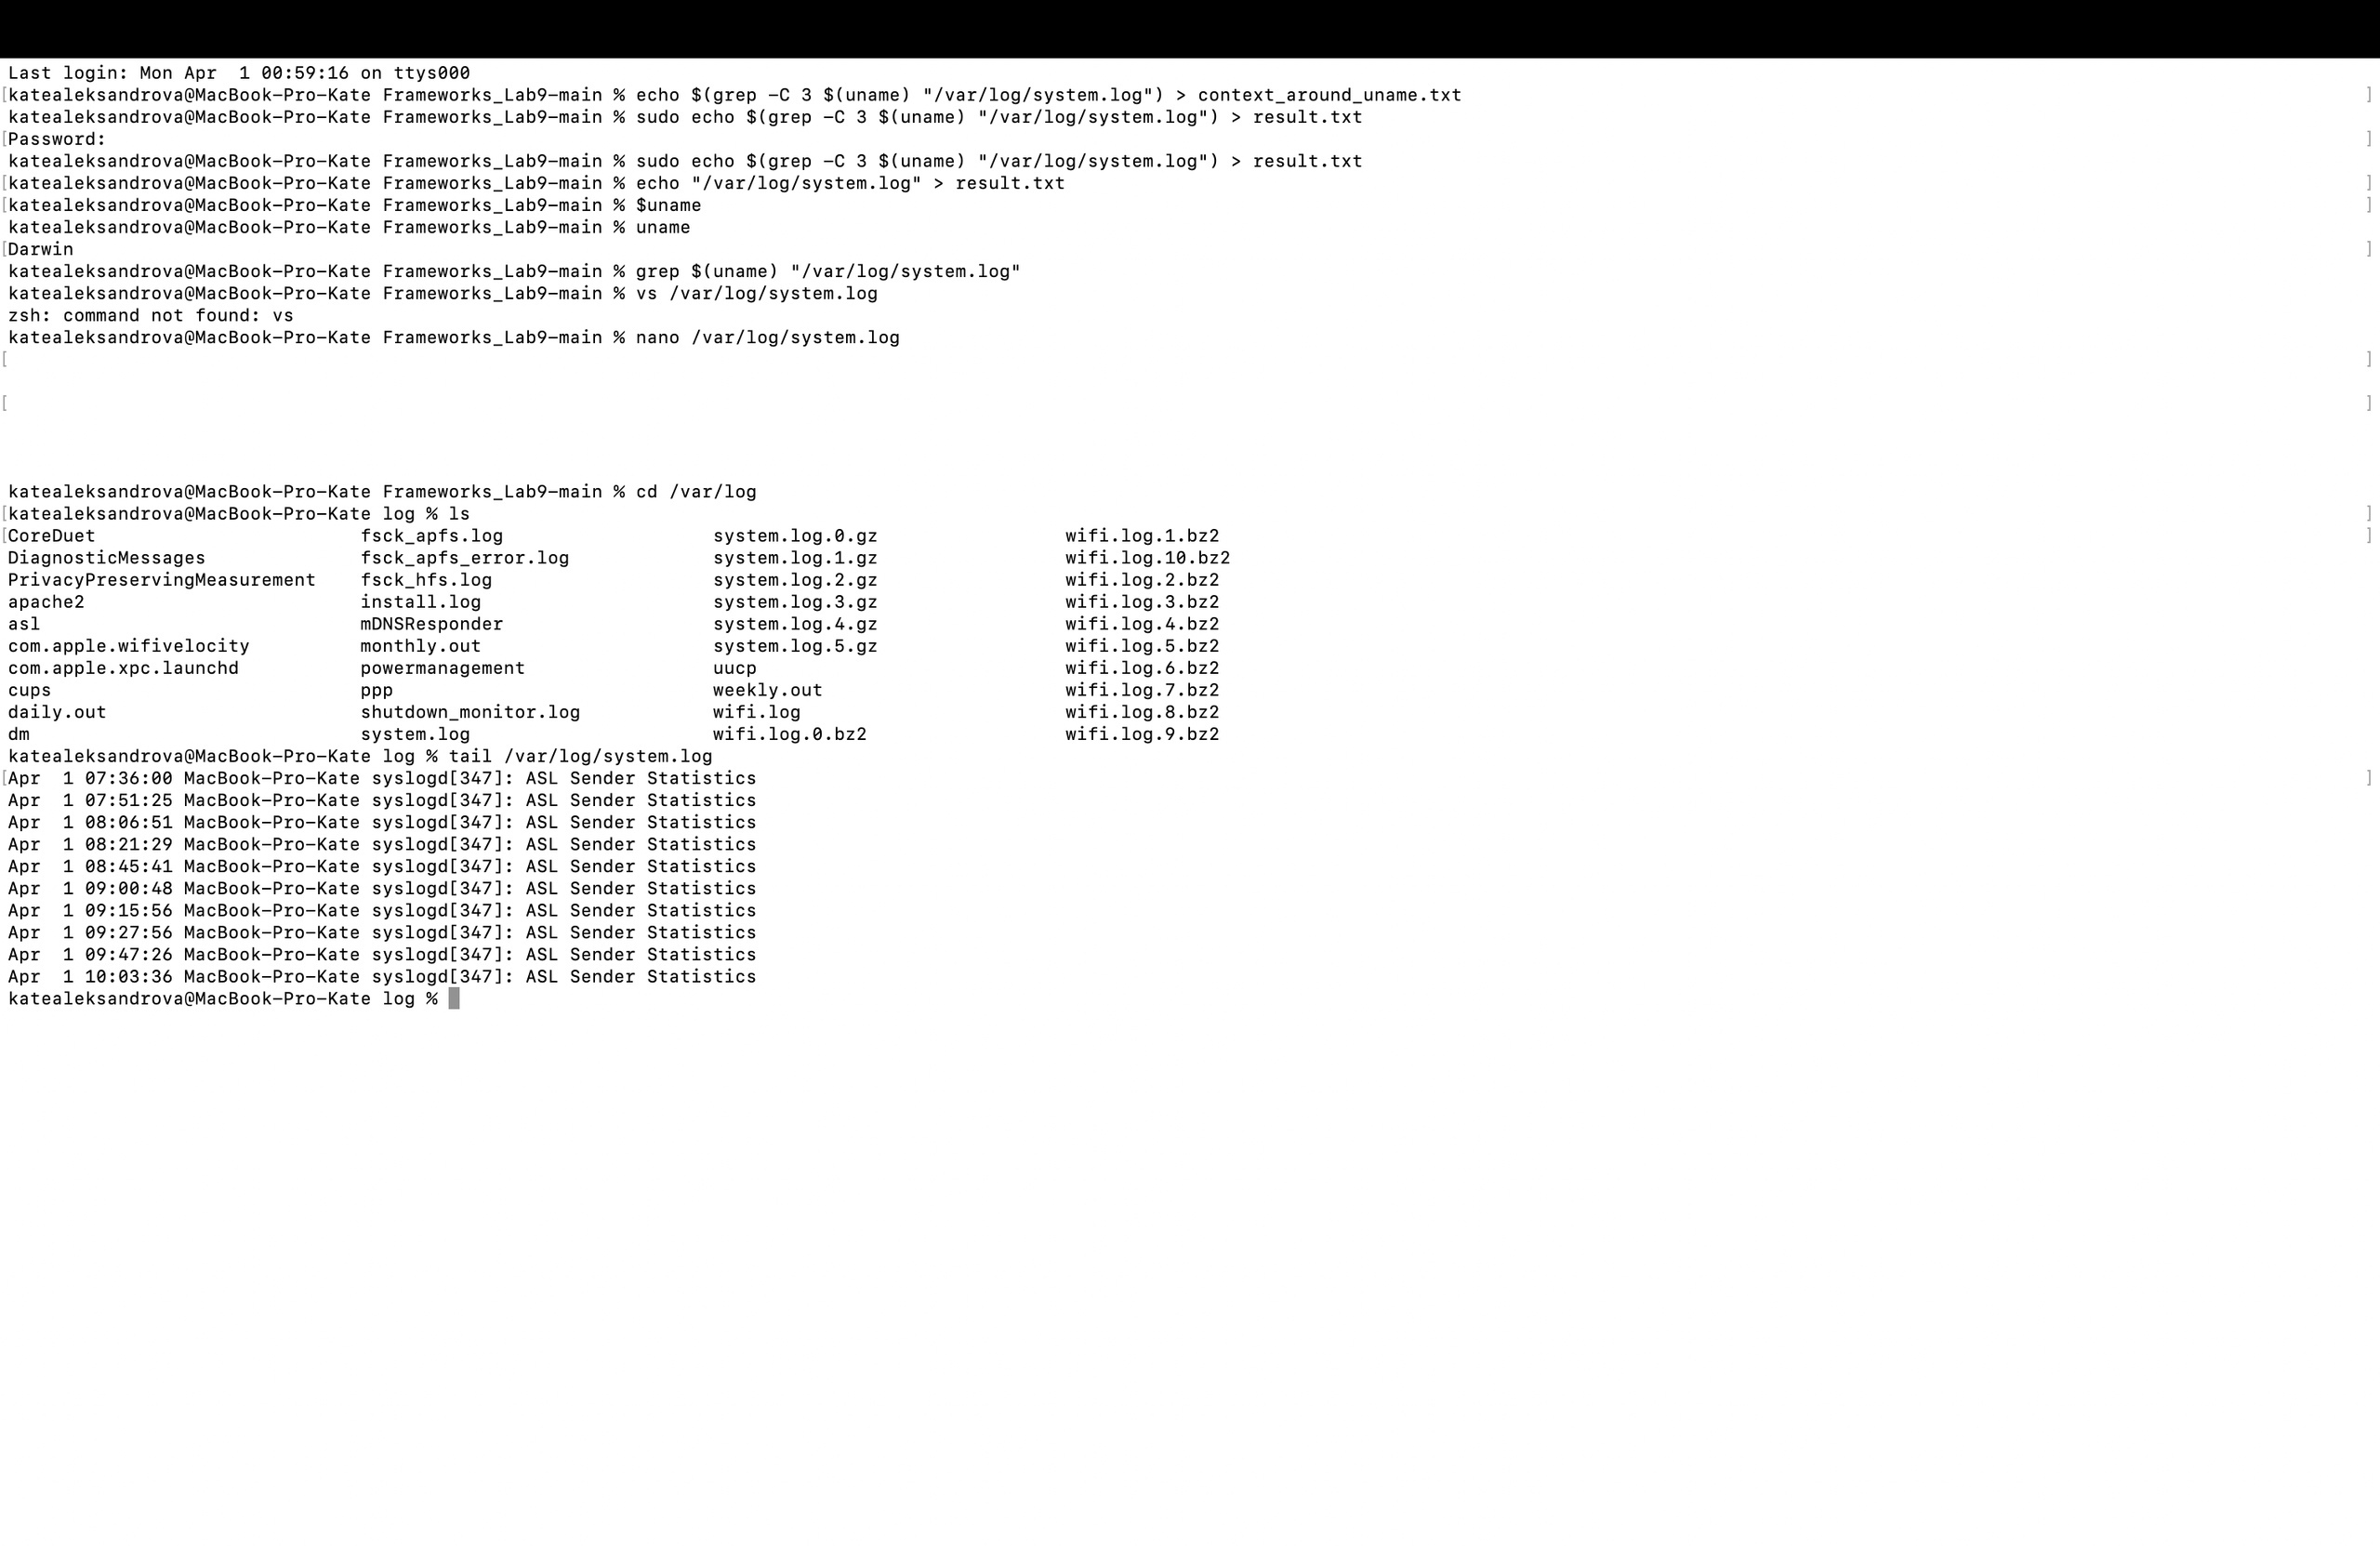 Last login: Mon Apr  1 00:59:16 on ttys000
[katealeksandrova@MacBook-Pro-Kate Frameworks_Lab9-main % echo $(grep -C 3 $(uname) "/var/log/system.log") > context_around_uname.txt ]
katealeksandrova@MacBook-Pro-Kate Frameworks_Lab9-main % sudo echo $(grep -C 3 $(uname) "/var/log/system.log") > result.txt
[Password: ]
katealeksandrova@MacBook-Pro-Kate Frameworks_Lab9-main % sudo echo $(grep -C 3 $(uname) "/var/log/system.log") > result.txt
[katealeksandrova@MacBook-Pro-Kate Frameworks_Lab9-main % echo "/var/log/system.log" > result.txt ]
[katealeksandrova@MacBook-Pro-Kate Frameworks_Lab9-main % $uname ]
katealeksandrova@MacBook-Pro-Kate Frameworks_Lab9-main % uname
[Darwin ]
katealeksandrova@MacBook-Pro-Kate Frameworks_Lab9-main % grep $(uname) "/var/log/system.log"
katealeksandrova@MacBook-Pro-Kate Frameworks_Lab9-main % vs /var/log/system.log
zsh: command not found: vs
katealeksandrova@MacBook-Pro-Kate Frameworks_Lab9-main % nano /var/log/system.log
[ ]
[ ]
katealeksandrova@MacBook-Pro-Kate Frameworks_Lab9-main % cd /var/log
[katealeksandrova@MacBook-Pro-Kate log % ls ]
[CoreDuet fsck_apfs.log system.log.0.gz wifi.log.1.bz2 ]
DiagnosticMessages fsck_apfs_error.log system.log.1.gz wifi.log.10.bz2
PrivacyPreservingMeasurement fsck_hfs.log system.log.2.gz wifi.log.2.bz2
apache2 install.log system.log.3.gz wifi.log.3.bz2
asl mDNSResponder system.log.4.gz wifi.log.4.bz2
com.apple.wifivelocity monthly.out system.log.5.gz wifi.log.5.bz2
com.apple.xpc.launchd powermanagement uucp wifi.log.6.bz2
cups ppp weekly.out wifi.log.7.bz2
daily.out shutdown_monitor.log wifi.log wifi.log.8.bz2
dm system.log wifi.log.0.bz2 wifi.log.9.bz2
katealeksandrova@MacBook-Pro-Kate log % tail /var/log/system.log
[Apr  1 07:36:00 MacBook-Pro-Kate syslogd[347]: ASL Sender Statistics ]
Apr  1 07:51:25 MacBook-Pro-Kate syslogd[347]: ASL Sender Statistics
Apr  1 08:06:51 MacBook-Pro-Kate syslogd[347]: ASL Sender Statistics
Apr  1 08:21:29 MacBook-Pro-Kate syslogd[347]: ASL Sender Statistics
Apr  1 08:45:41 MacBook-Pro-Kate syslogd[347]: ASL Sender Statistics
Apr  1 09:00:48 MacBook-Pro-Kate syslogd[347]: ASL Sender Statistics
Apr  1 09:15:56 MacBook-Pro-Kate syslogd[347]: ASL Sender Statistics
Apr  1 09:27:56 MacBook-Pro-Kate syslogd[347]: ASL Sender Statistics
Apr  1 09:47:26 MacBook-Pro-Kate syslogd[347]: ASL Sender Statistics
Apr  1 10:03:36 MacBook-Pro-Kate syslogd[347]: ASL Sender Statistics
katealeksandrova@MacBook-Pro-Kate log %